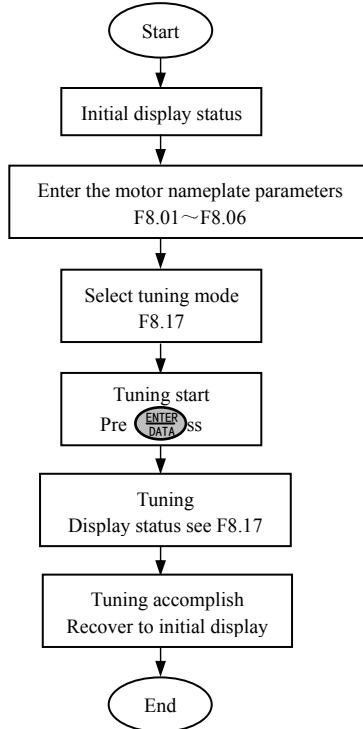 Start
Initial display status
Enter the motor nameplate parameters
F8.01～F8.06
Select tuning mode
F8.17
Tuning start
Pre ENTER ss
DATA
Tuning
Display status see F8.17
Tuning accomplish
Recover to initial display
End